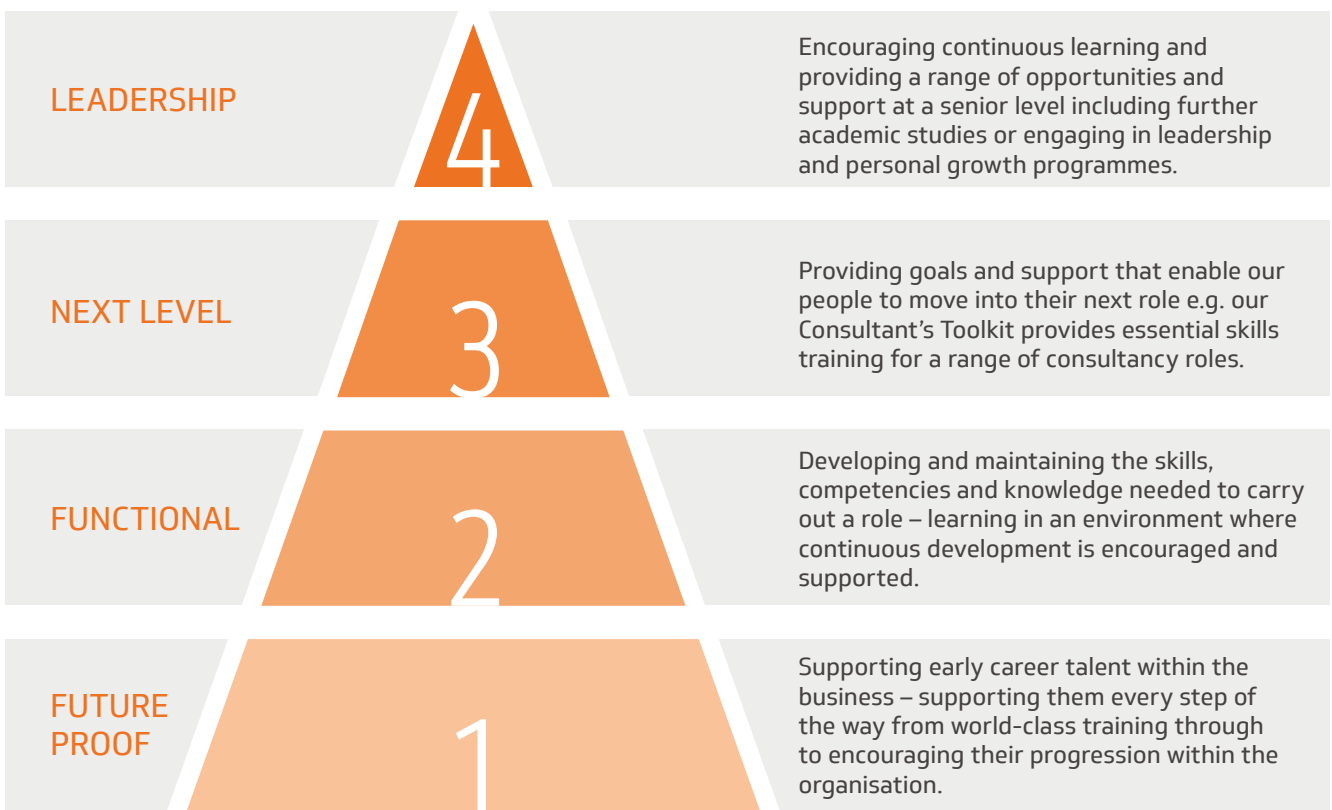 LEADERSHIP
4
Encouraging continuous learning and
providing a range of opportunities and
support at a senior level including further
academic studies or engaging in leadership
and personal growth programmes.
NEXT LEVEL
3
Providing goals and support that enable our
people to move into their next role e.g. our
Consultant’s Toolkit provides essential skills
training for a range of consultancy roles.
FUNCTIONAL
2
Developing and maintaining the skills,
competencies and knowledge needed to carry
out a role – learning in an environment where
continuous development is encouraged and
supported.
FUTURE
PROOF
1
Supporting early career talent within the
business – supporting them every step of
the way from world-class training through
to encouraging their progression within the
organisation.